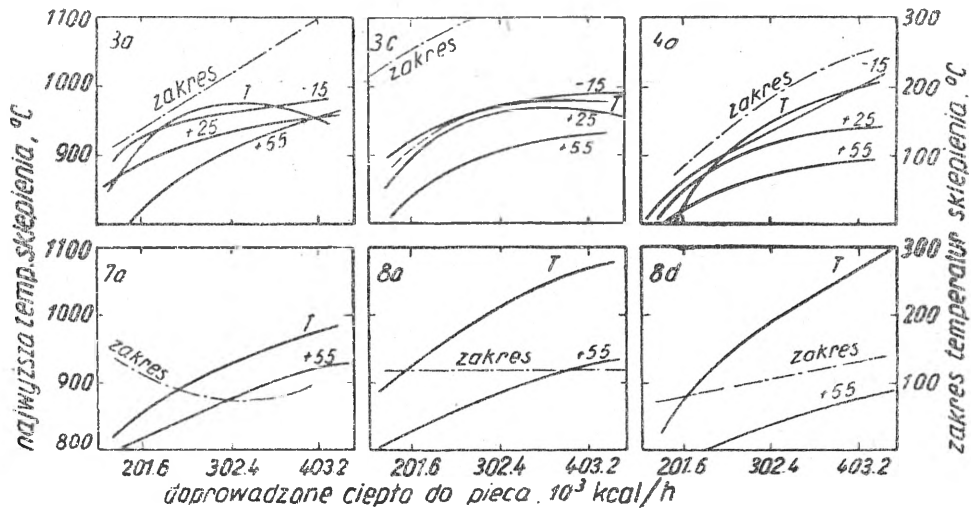 najwyższa temp. sklepienia, °C
1100
1000
900
3a
zakres
T
-15
+25
+55
3c
zakres
-15
T
+25
+55
4a
zakres
T
-15
+25
+55
300
200
100
0
1100
1000
900
800
7a
zakres
T
+55
201.6 302.4 403.2
8a
T
zakres
+55
201.6 302.4 403.2
8d
T
zakres
+55
201.6 302.4 403.2
300
200
100
0
zakres temperatur sklepienia, °C
doprowadzone ciepło do pieca. 10³ kcal/h